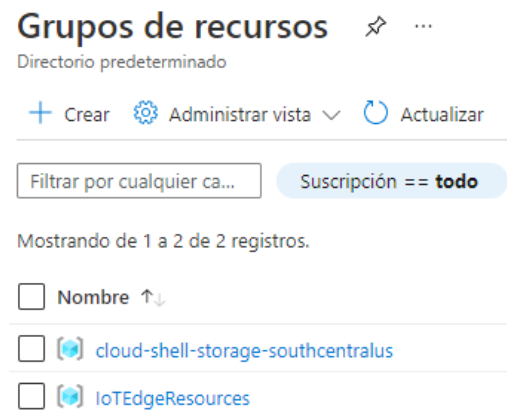 Grupos de recursos
Directorio predeterminado
Crear Administrar vista Actualizar
Filtrar por cualquier ca... Suscripción == todo
Mostrando de 1 a 2 de 2 registros.
Nombre ↑↓
cloud-shell-storage-southcentralus
IoTEdgeResources